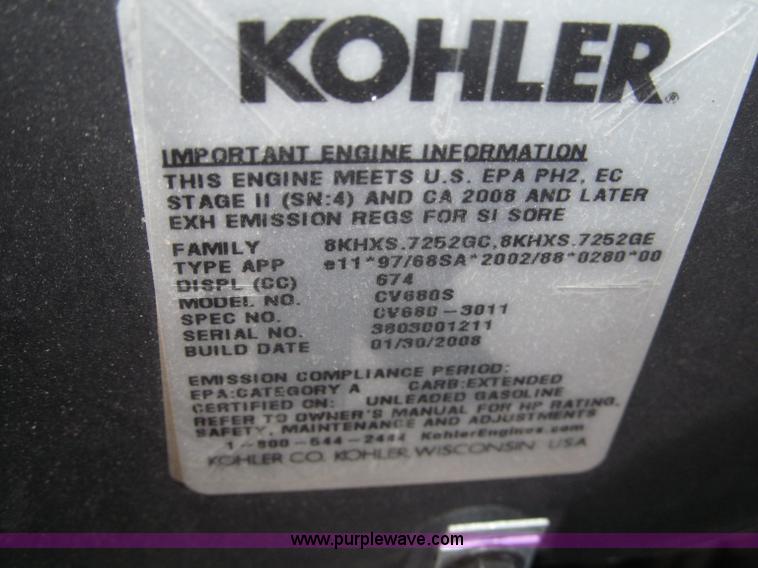 KOHLER®
IMPORTANT ENGINE INFORMATION
THIS ENGINE MEETS U.S. EPA PH2, EC
STAGE II (SN:4) AND CA 2008 AND LATER
EXH EMISSION REGS FOR SI SORE
FAMILY 8KHXS.7252GC,8KHXS.7252GE
TYPE APP e11*97/68SA*2002/88*0280*00
DISPL (CC) 674
MODEL NO. CV680S
SPEC NO. CV680-3011
SERIAL NO. 3803001211
BUILD DATE 01/30/2008
EMISSION COMPLIANCE PERIOD:
EPA:CATEGORY A CARB:EXTENDED
CERTIFIED ON: UNLEADED GASOLINE
REFER TO OWNER'S MANUAL FOR HP RATING,
SAFETY, MAINTENANCE AND ADJUSTMENTS
1-800-544-2444 KohlerEngines.com
KOHLER CO. KOHLER, WISCONSIN USA
www.purplewave.com